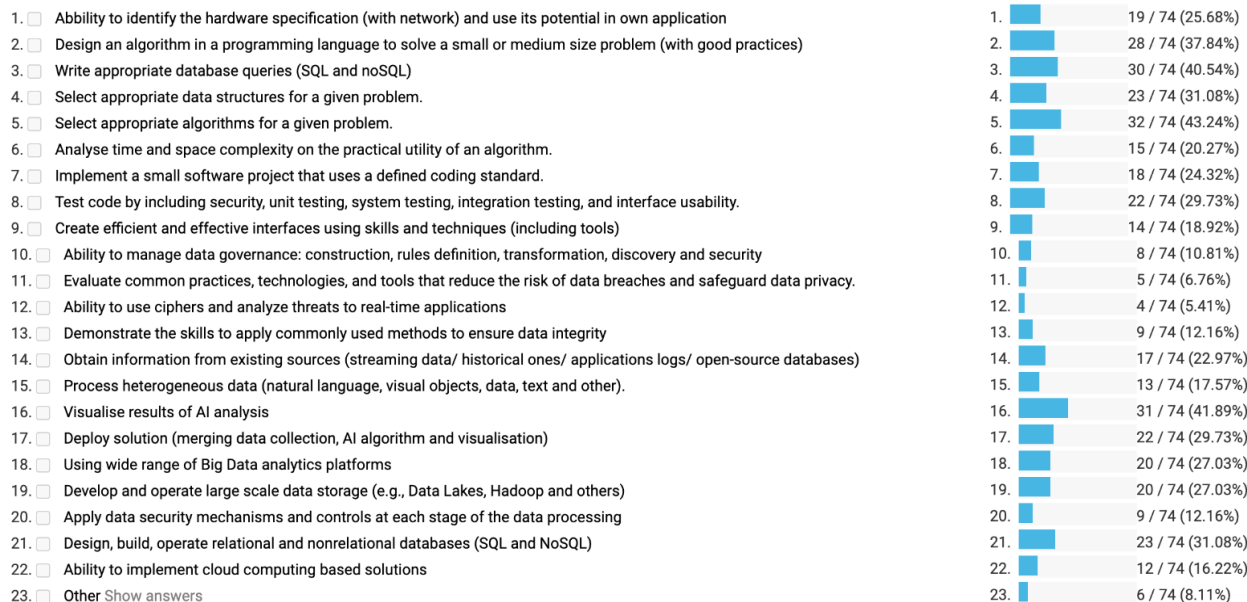 1. Abbility to identify the hardware specification (with network) and use its potential in own application 1. 19 / 74 (25.68%)
2. Design an algorithm in a programming language to solve a small or medium size problem (with good practices) 2. 28 / 74 (37.84%)
3. Write appropriate database queries (SQL and noSQL) 3. 30 / 74 (40.54%)
4. Select appropriate data structures for a given problem. 4. 23 / 74 (31.08%)
5. Select appropriate algorithms for a given problem. 5. 32 / 74 (43.24%)
6. Analyse time and space complexity on the practical utility of an algorithm. 6. 15 / 74 (20.27%)
7. Implement a small software project that uses a defined coding standard. 7. 18 / 74 (24.32%)
8. Test code by including security, unit testing, system testing, integration testing, and interface usability. 8. 22 / 74 (29.73%)
9. Create efficient and effective interfaces using skills and techniques (including tools) 9. 14 / 74 (18.92%)
10. Ability to manage data governance: construction, rules definition, transformation, discovery and security 10. 8 / 74 (10.81%)
11. Evaluate common practices, technologies, and tools that reduce the risk of data breaches and safeguard data privacy. 11. 5 / 74 (6.76%)
12. Ability to use ciphers and analyze threats to real-time applications 12. 4 / 74 (5.41%)
13. Demonstrate the skills to apply commonly used methods to ensure data integrity 13. 9 / 74 (12.16%)
14. Obtain information from existing sources (streaming data/ historical ones/ applications logs/ open-source databases) 14. 17 / 74 (22.97%)
15. Process heterogeneous data (natural language, visual objects, data, text and other). 15. 13 / 74 (17.57%)
16. Visualise results of AI analysis 16. 31 / 74 (41.89%)
17. Deploy solution (merging data collection, AI algorithm and visualisation) 17. 22 / 74 (29.73%)
18. Using wide range of Big Data analytics platforms 18. 20 / 74 (27.03%)
19. Develop and operate large scale data storage (e.g., Data Lakes, Hadoop and others) 19. 20 / 74 (27.03%)
20. Apply data security mechanisms and controls at each stage of the data processing 20. 9 / 74 (12.16%)
21. Design, build, operate relational and nonrelational databases (SQL and NoSQL) 21. 23 / 74 (31.08%)
22. Ability to implement cloud computing based solutions 22. 12 / 74 (16.22%)
23. Other Show answers 23. 6 / 74 (8.11%)